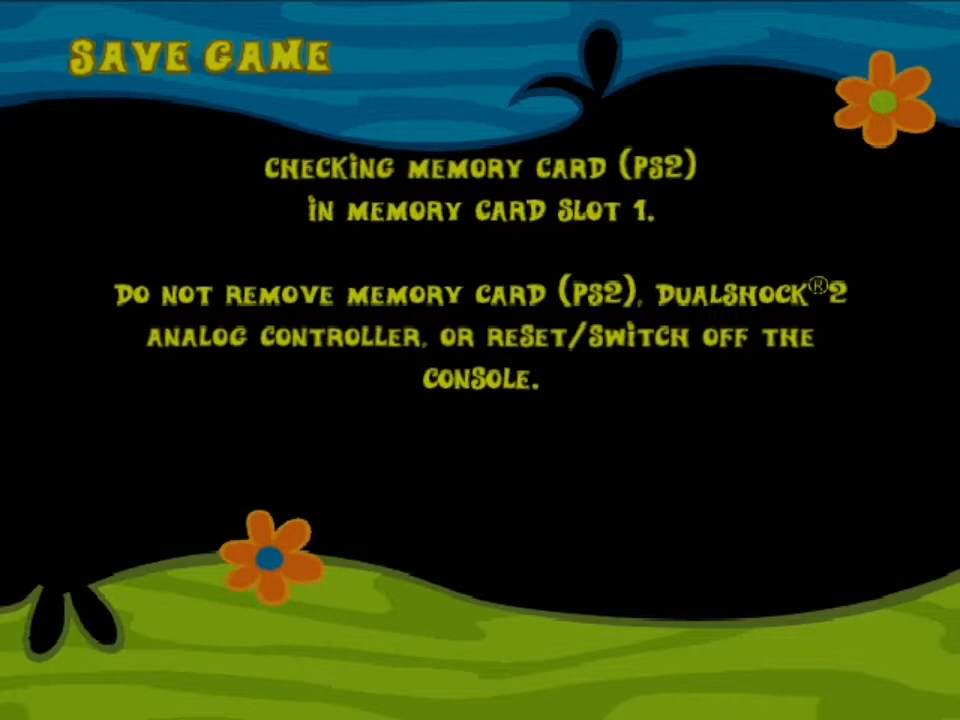 SAVE GAME
CHECKING MEMORY CARD (PS2)
IN MEMORY CARD SLOT 1.
DO NOT REMOVE MEMORY CARD (PS2), DUALSHOCK®2
ANALOG CONTROLLER, OR RESET/SWITCH OFF THE
CONSOLE.